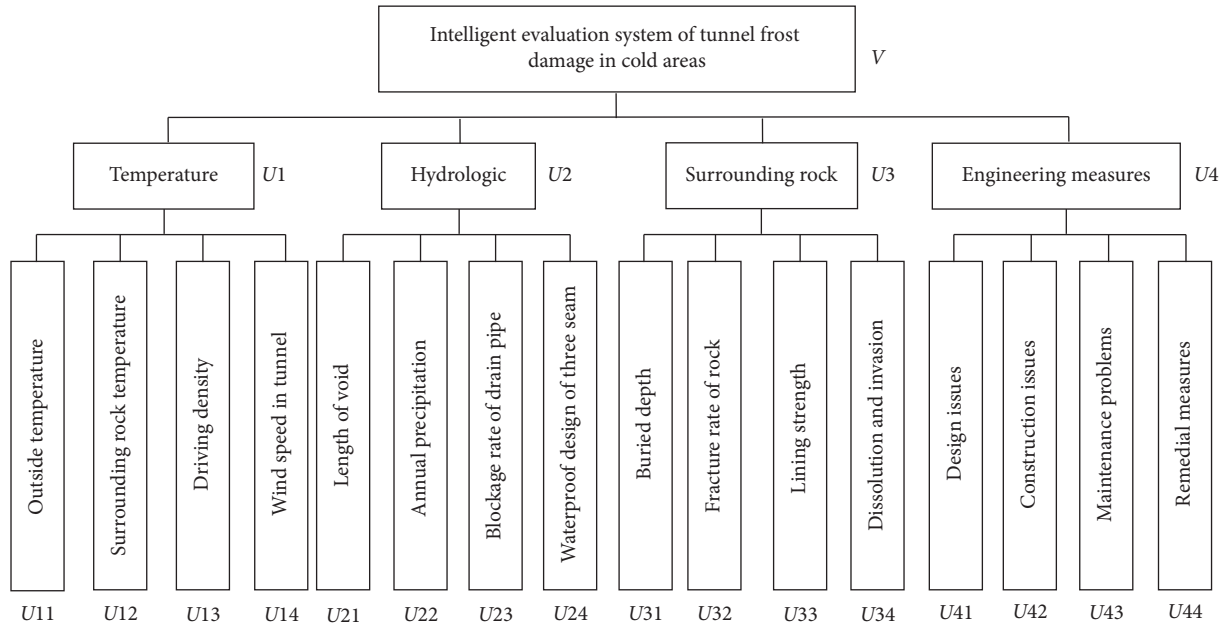 Intelligent evaluation system of tunnel frost
damage in cold areas
V
Temperature
U1
Hydrologic
U2
Surrounding rock
U3
Engineering measures
U4
Outside temperature
Surrounding rock temperature
Driving density
Wind speed in tunnel
Length of void
Annual precipitation
Blockage rate of drain pipe
Waterproof design of three seam
Buried depth
Fracture rate of rock
Lining strength
Dissolution and invasion
Design issues
Construction issues
Maintenance problems
Remedial measures
U11
U12
U13
U14
U21
U22
U23
U24
U31
U32
U33
U34
U41
U42
U43
U44